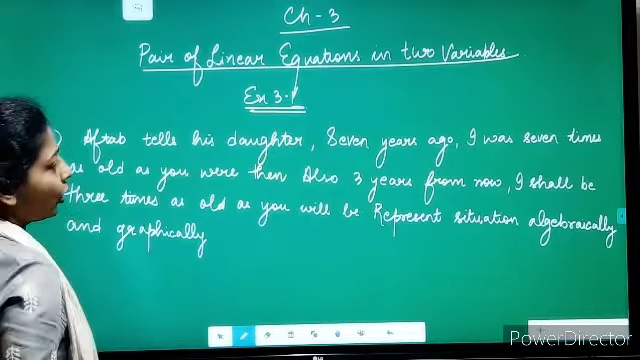 Ch-3
Pair of Linear Equations in two Variables
Ex 3.1
Aftab tells his daughter, Seven years ago, I was seven times
as old as you were then Also 3 years from now, I shall be
three times as old as you will be Represent situation algebraically
and graphically
PowerDirector